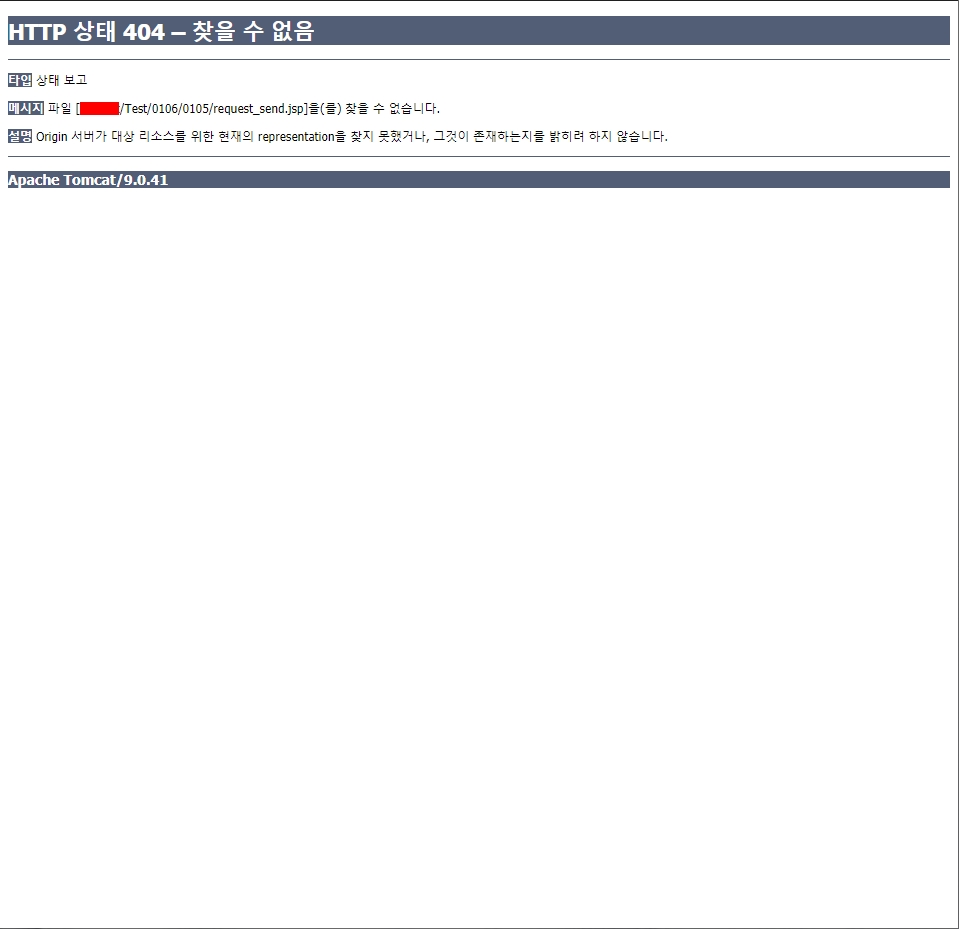 HTTP 상태 404 – 찾을 수 없음
타입 상태 보고
메시지 파일 [/Test/0106/0105/request_send.jsp]을(를) 찾을 수 없습니다.
설명 Origin 서버가 대상 리소스를 위한 현재의 representation을 찾지 못했거나, 그것이 존재하는지를 밝히려 하지 않습니다.
Apache Tomcat/9.0.41